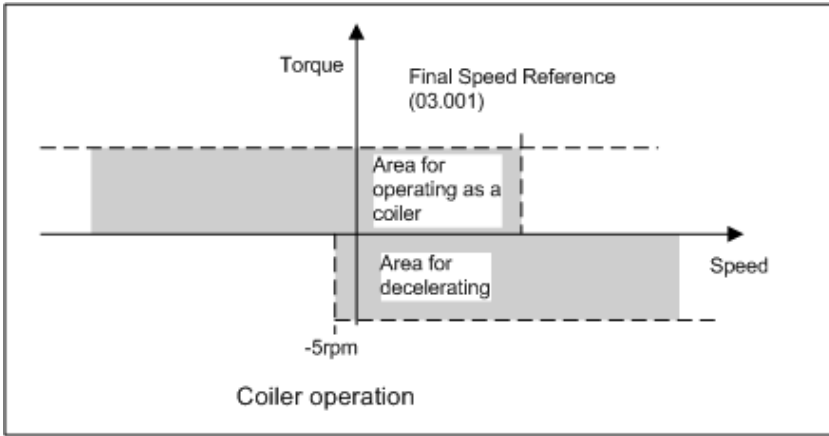 Torque
Final Speed Reference
(03.001)
Area for
operating as a
coiler
Area for
decelerating
Speed
-5rpm
Coiler operation